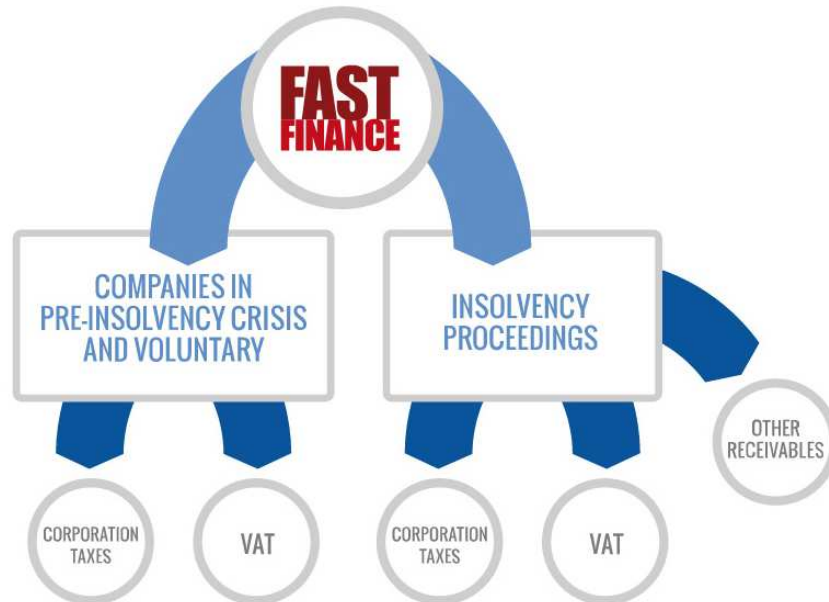 FAST
FINANCE
COMPANIES IN
PRE-INSOLVENCY CRISIS
AND VOLUNTARY
INSOLVENCY
PROCEEDINGS
OTHER
RECEIVABLES
CORPORATION
TAXES
VAT
CORPORATION
TAXES
VAT